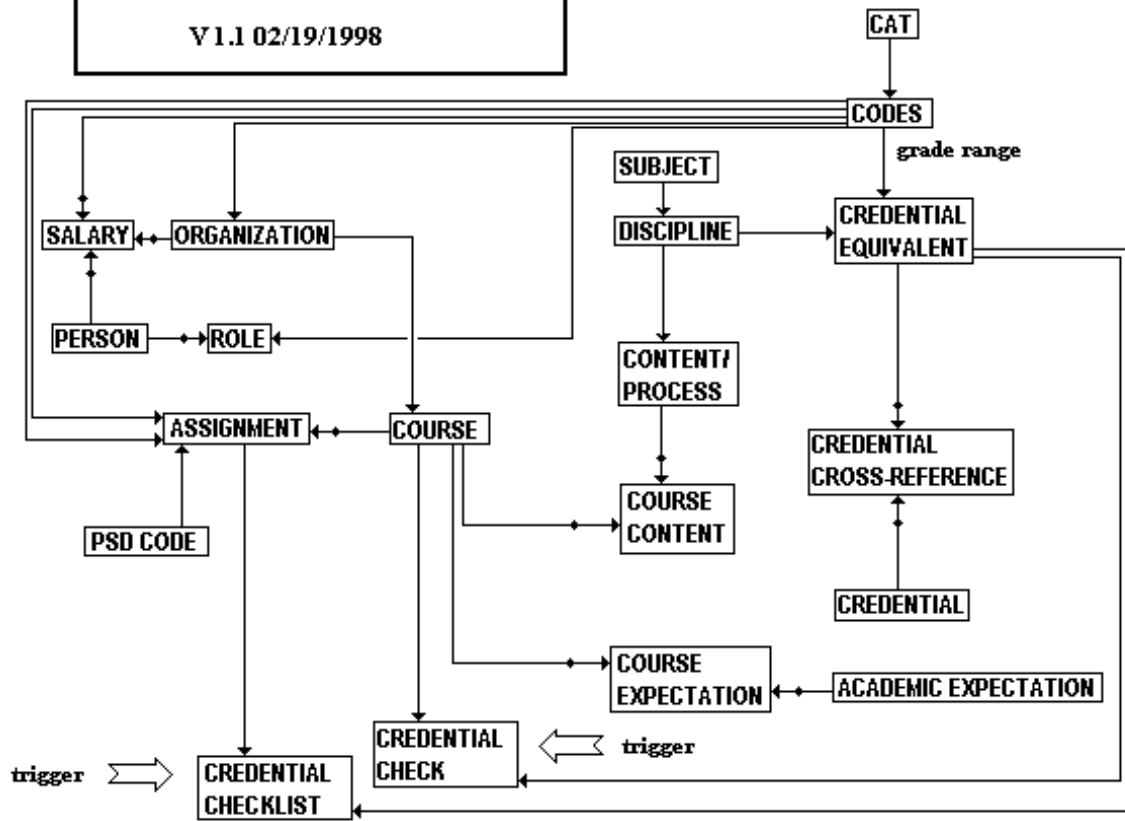 V1.1 02/19/1998
CAT
CODES
grade range
SUBJECT
CREDENTIAL
EQUIVALENT
SALARY
ORGANIZATION
DISCIPLINE
PERSON
ROLE
CONTENT/
PROCESS
ASSIGNMENT
COURSE
CREDENTIAL
CROSS-REFERENCE
COURSE
CONTENT
PSD CODE
CREDENTIAL
COURSE
EXPECTATION
ACADEMIC EXPECTATION
CREDENTIAL
CHECK
trigger
trigger
CREDENTIAL
CHECKLIST